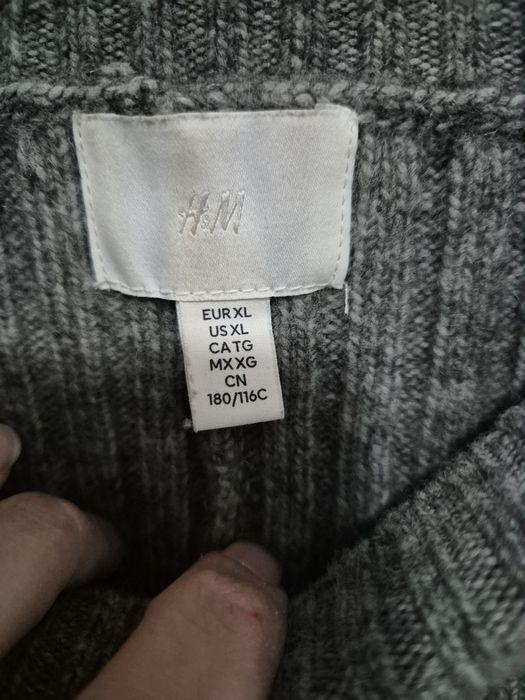 H&M
EUR XL
US XL
CA TG
MX XG
CN
180/116C